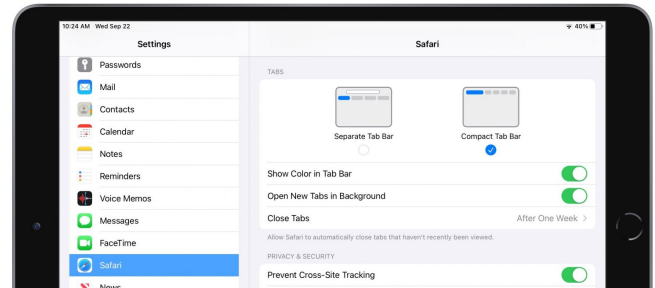 10:24 AM Wed Sep 22
40%
Settings
Safari
Passwords
Mail
Contacts
Calendar
Notes
Reminders
Voice Memos
Messages
FaceTime
Safari
News
TABS
Separate Tab Bar
Compact Tab Bar
Show Color in Tab Bar
Open New Tabs in Background
Close Tabs
After One Week >
Allow Safari to automatically close tabs that haven't recently been viewed.
PRIVACY & SECURITY
Prevent Cross-Site Tracking